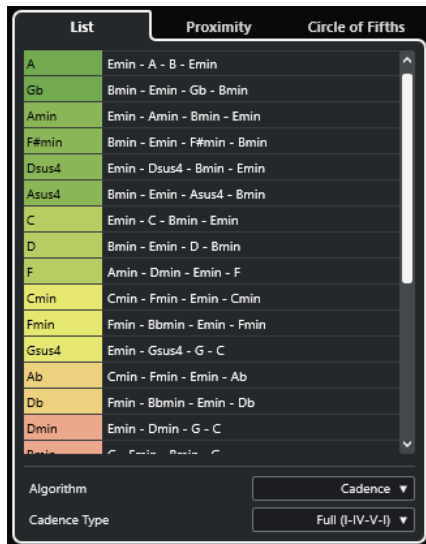 List Proximity Circle of Fifths
A Emin - A - B - Emin
Gb Bmin - Emin - Gb - Bmin
Amin Emin - Amin - Bmin - Emin
F#min Bmin - Emin - F#min - Bmin
Dsus4 Emin - Dsus4 - Bmin - Emin
Asus4 Bmin - Emin - Asus4 - Bmin
C Emin - C - Bmin - Emin
D Bmin - Emin - D - Bmin
F Amin - Dmin - Emin - F
Cmin Cmin - Fmin - Emin - Cmin
Fmin Fmin - Bbmin - Emin - Fmin
Gsus4 Emin - Gsus4 - G - C
Ab Cmin - Fmin - Emin - Ab
Db Fmin - Bbmin - Emin - Db
Dmin Emin - Dmin - G - C
Algorithm Cadence
Cadence Type Full (I-IV-V-I)